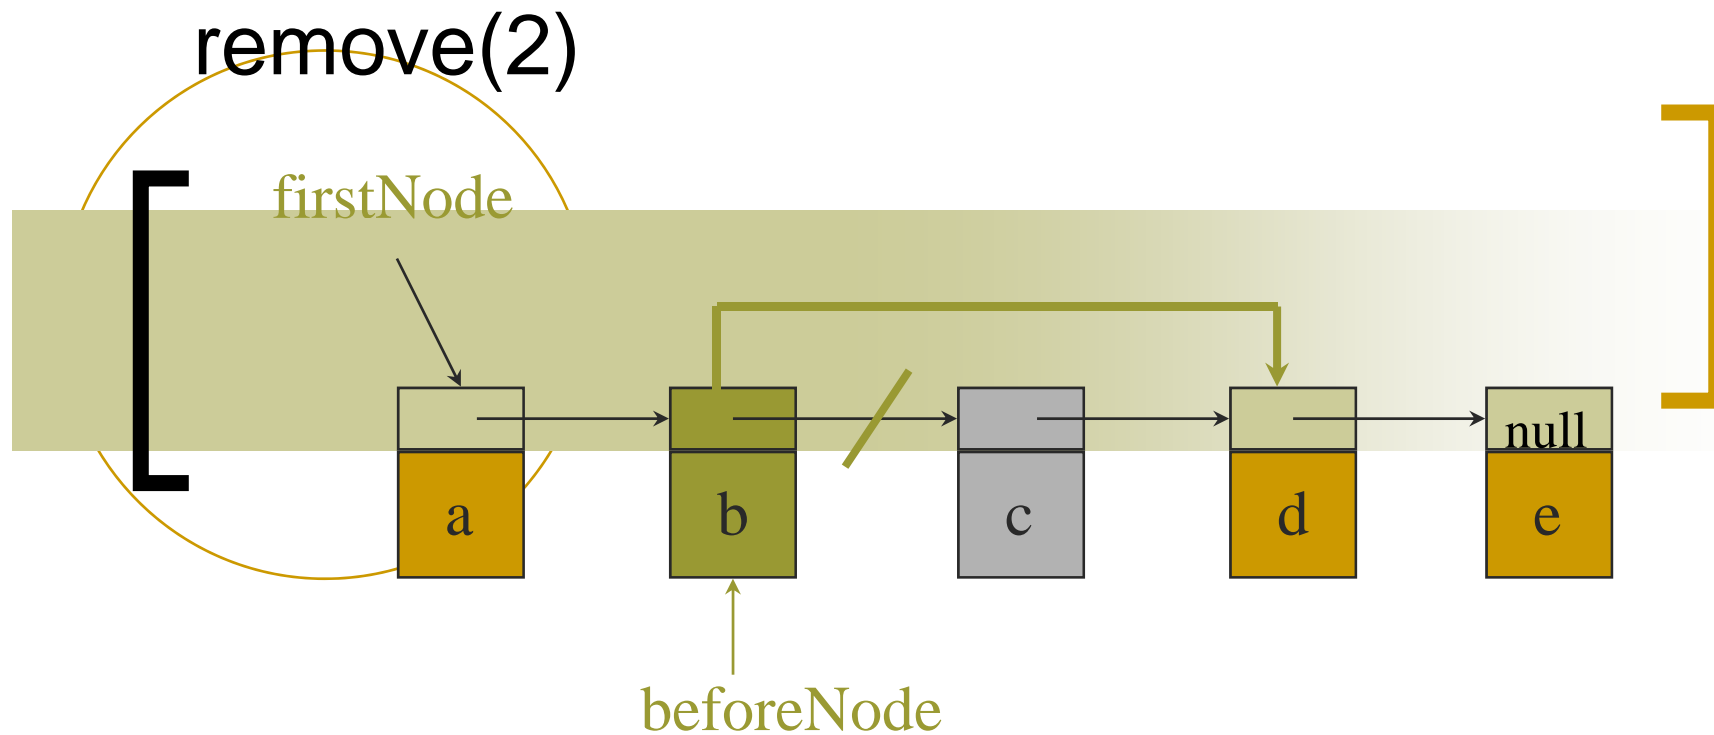 remove(2)
firstNode
null
a b c d e
beforeNode